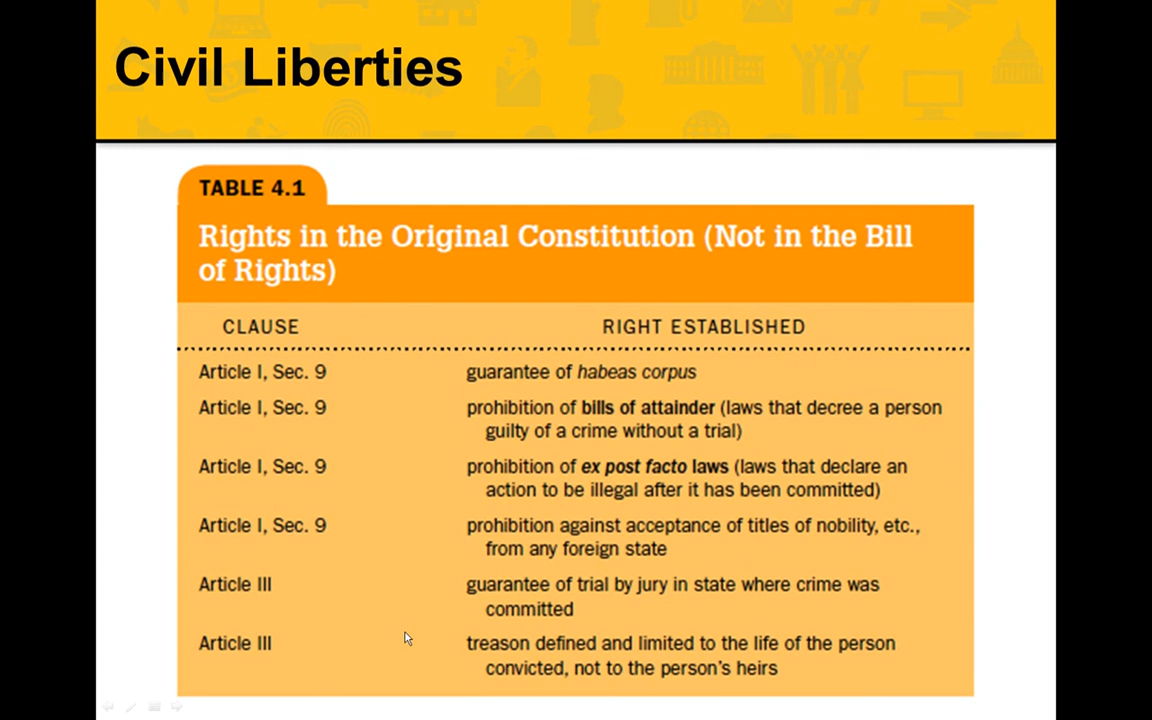 Civil Liberties
TABLE 4.1
Rights in the Original Constitution (Not in the Bill
of Rights)
CLAUSE RIGHT ESTABLISHED
Article I, Sec. 9 guarantee of habeas corpus
Article I, Sec. 9 prohibition of bills of attainder (laws that decree a person
guilty of a crime without a trial)
Article I, Sec. 9 prohibition of ex post facto laws (laws that declare an
action to be illegal after it has been committed)
Article I, Sec. 9 prohibition against acceptance of titles of nobility, etc.,
from any foreign state
Article III guarantee of trial by jury in state where crime was
committed
Article III treason defined and limited to the life of the person
convicted, not to the person's heirs